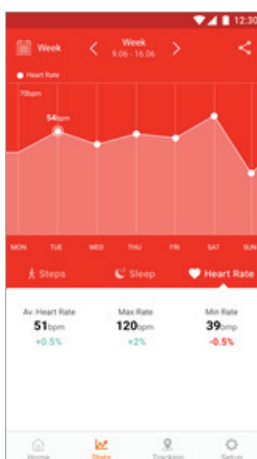 12:30
Week
Week
9.06 - 16.06
Heart Rate
70bpm
54bpm
MON TUE WED THU FRI SAT SUN
Steps Sleep Heart Rate
Av. Heart Rate Max Rate Min Rate
51bpm 120bpm 39bmp
+0.5% +2% -0.5%
Home Stats Tracking Setup